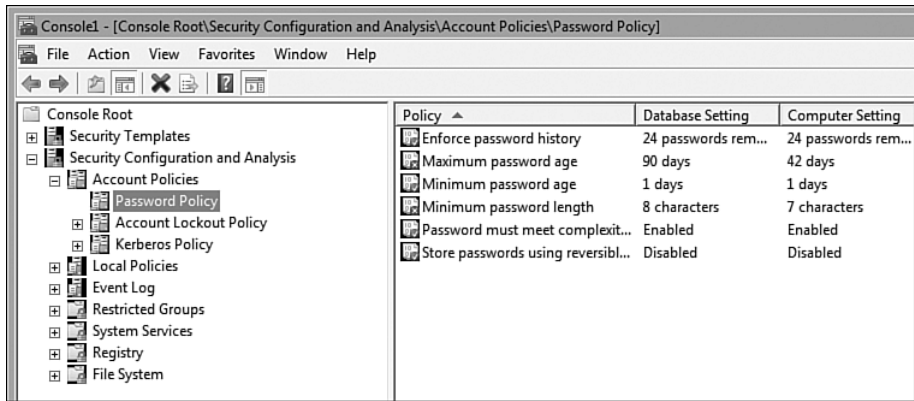 Console1 - [Console Root\Security Configuration and Analysis\Account Policies\Password Policy]
File Action View Favorites Window Help
Console Root
Security Templates
Security Configuration and Analysis
Account Policies
Password Policy
Account Lockout Policy
Kerberos Policy
Local Policies
Event Log
Restricted Groups
System Services
Registry
File System
Policy Database Setting Computer Setting
Enforce password history 24 passwords rem... 24 passwords rem...
Maximum password age 90 days 42 days
Minimum password age 1 days 1 days
Minimum password length 8 characters 7 characters
Password must meet complexit... Enabled Enabled
Store passwords using reversibl... Disabled Disabled